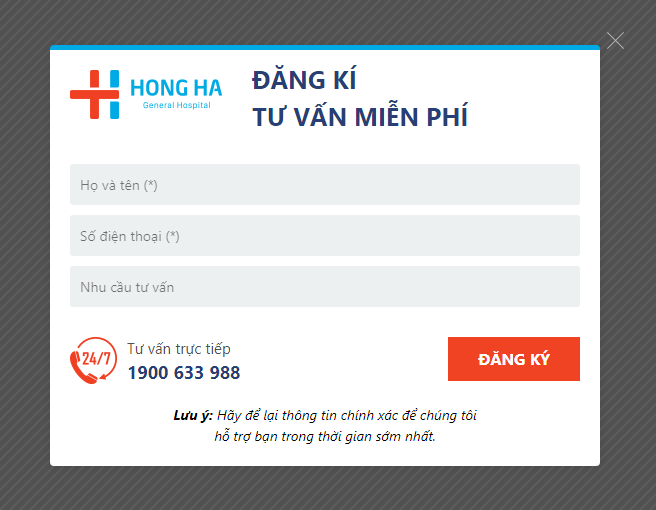 HONG HA
General Hospital
ĐĂNG KÍ
TƯ VẤN MIỄN PHÍ
Họ và tên (*)
Số điện thoại (*)
Nhu cầu tư vấn
24/7
Tư vấn trực tiếp
1900 633 988
ĐĂNG KÝ
Lưu ý: Hãy để lại thông tin chính xác để chúng tôi
hỗ trợ bạn trong thời gian sớm nhất.